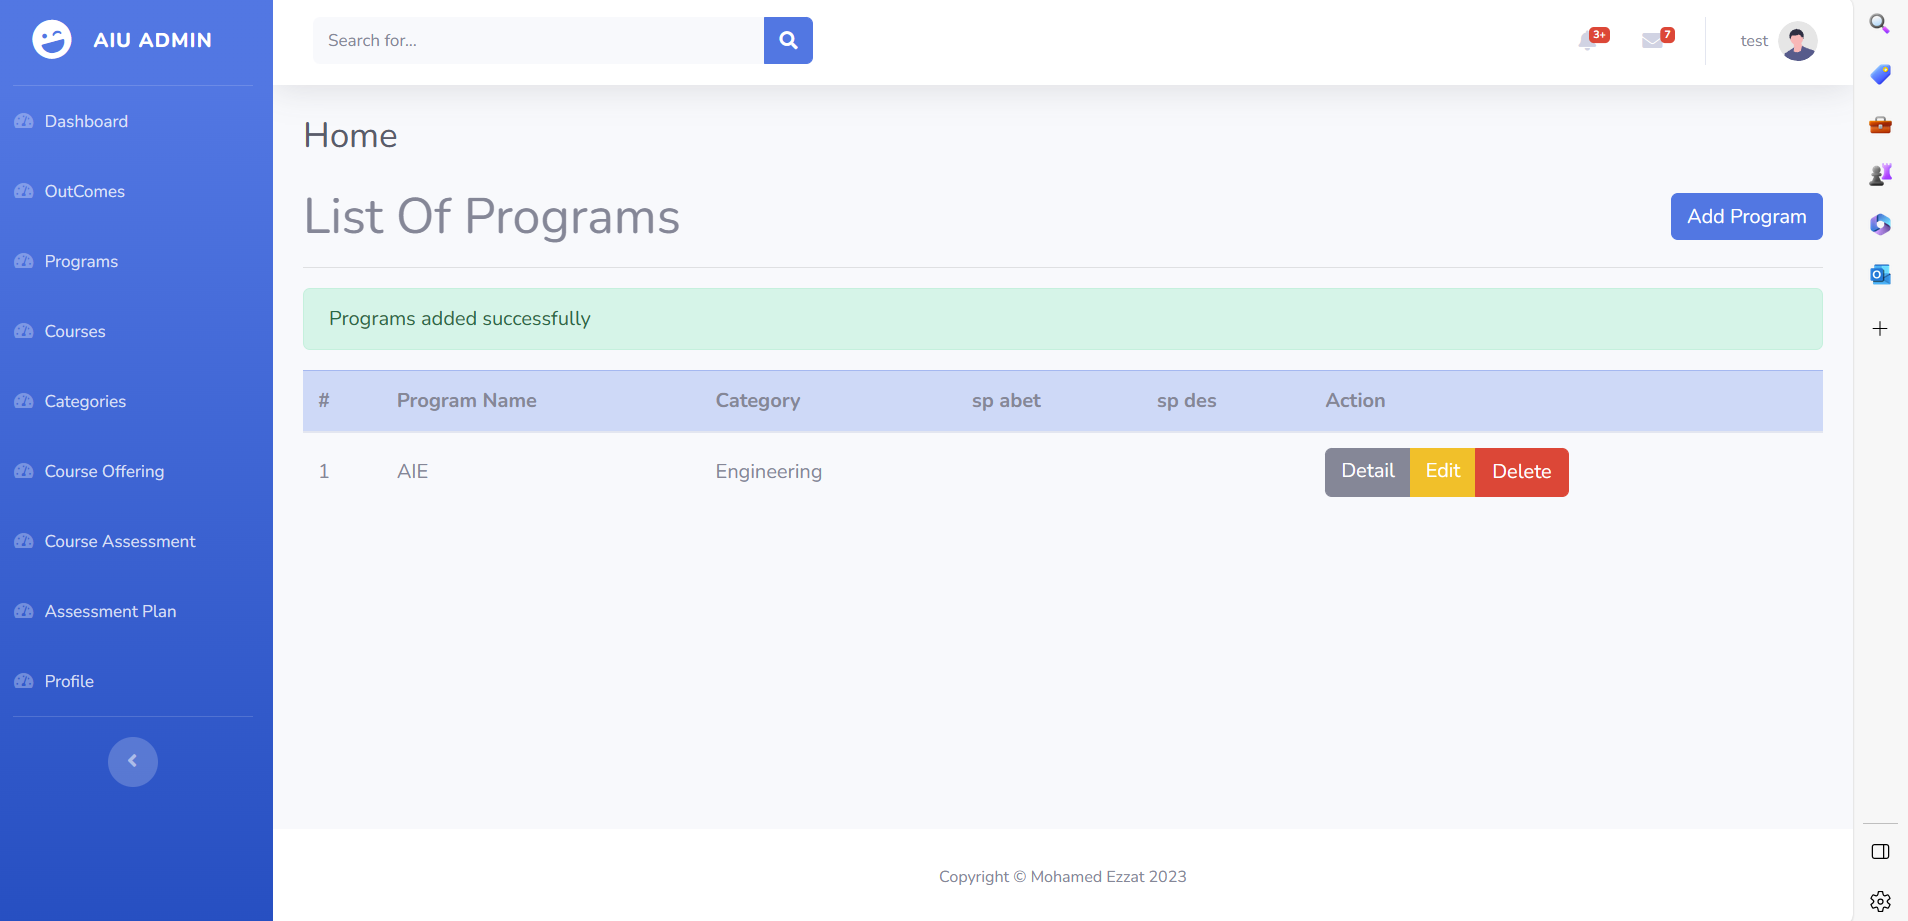 AIU ADMIN
Dashboard
OutComes
Programs
Courses
Categories
Course Offering
Course Assessment
Assessment Plan
Profile
Search for...
3+
7
test
Home
List Of Programs
Add Program
Programs added successfully
# Program Name Category sp abet sp des Action
1 AIE Engineering Detail Edit Delete
Copyright © Mohamed Ezzat 2023